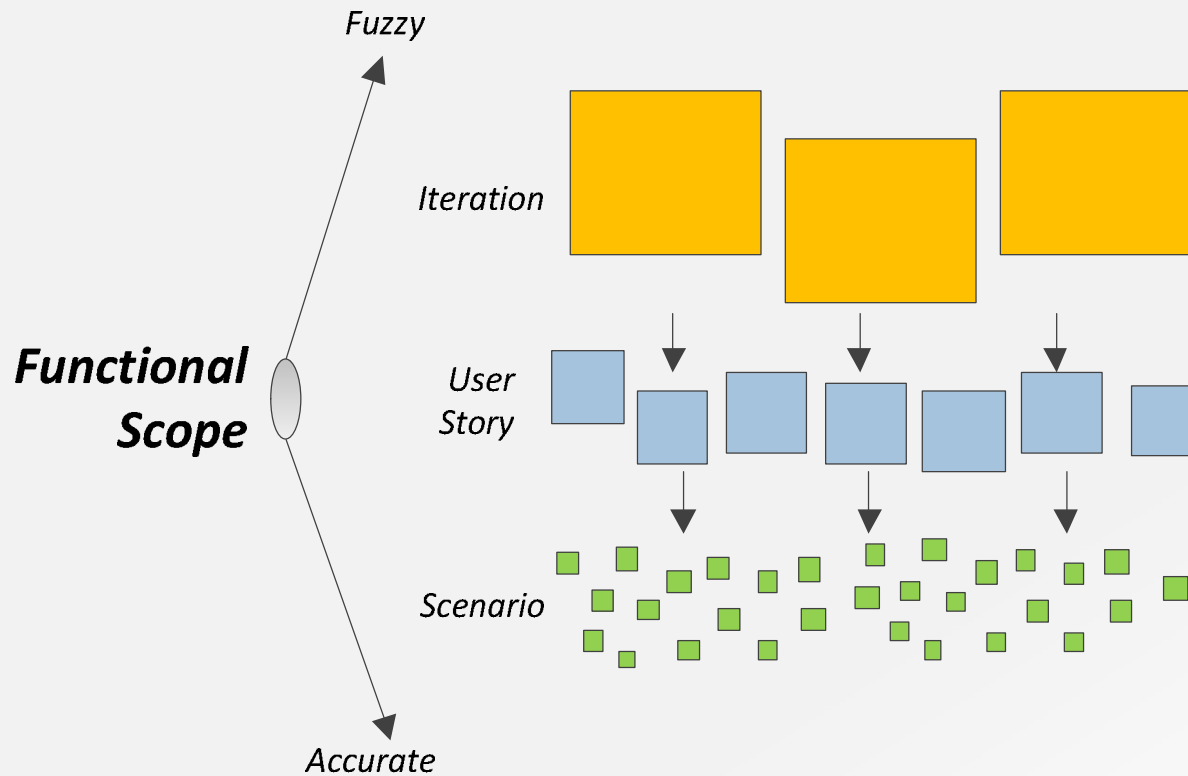 Fuzzy
Iteration
Functional
Scope
User
Story
Scenario
Accurate